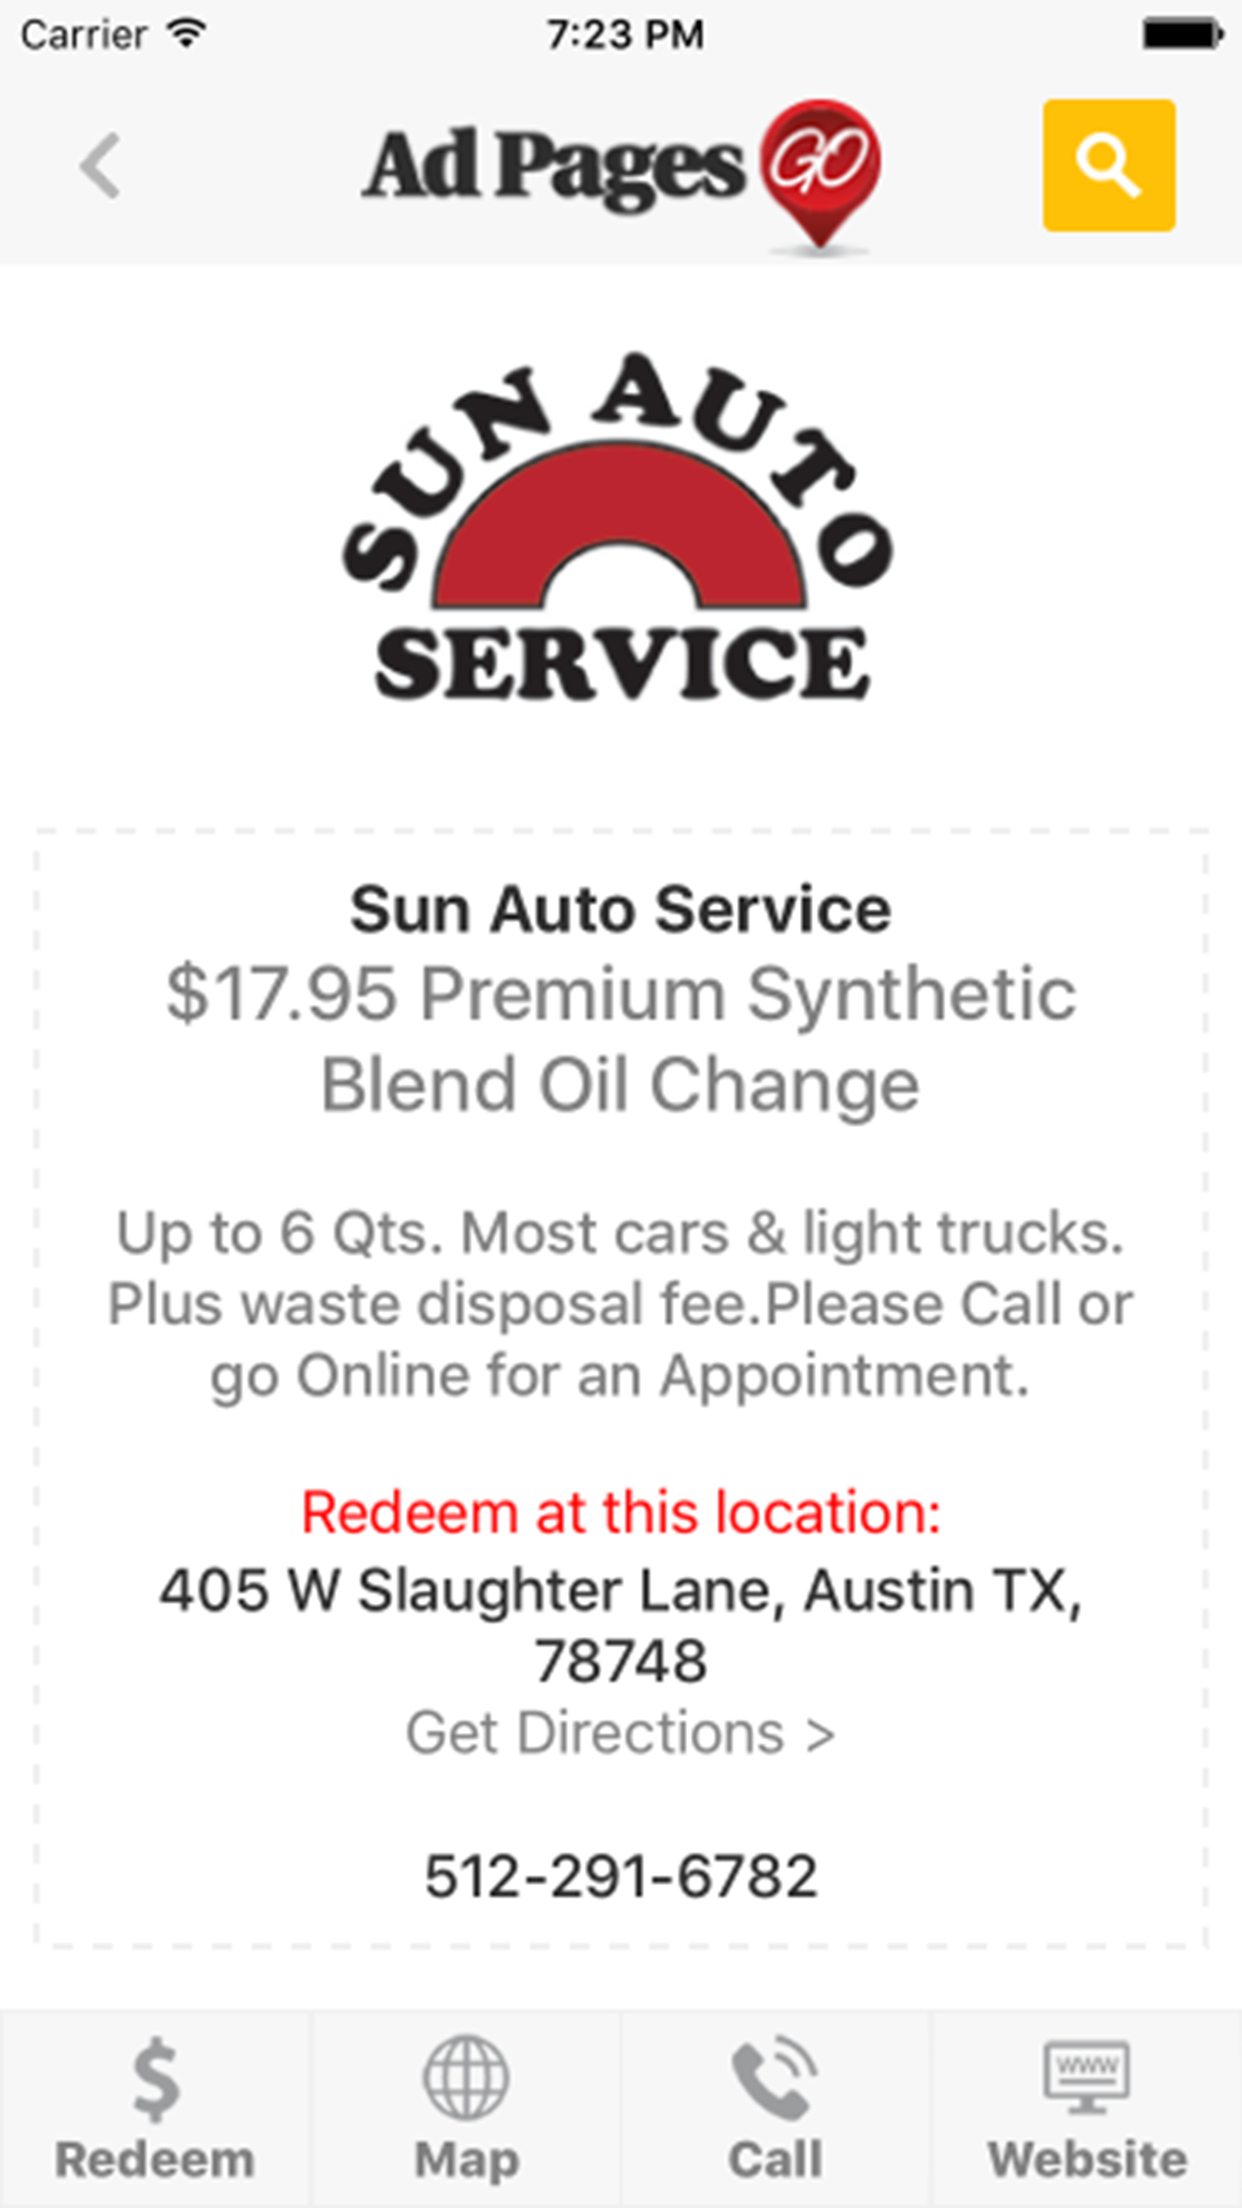 Carrier 7:23 PM
Ad Pages GO
SUN AUTO
SERVICE
Sun Auto Service
$17.95 Premium Synthetic
Blend Oil Change
Up to 6 Qts. Most cars & light trucks.
Plus waste disposal fee.Please Call or
go Online for an Appointment.
Redeem at this location:
405 W Slaughter Lane, Austin TX,
78748
Get Directions >
512-291-6782
www
Redeem Map Call Website